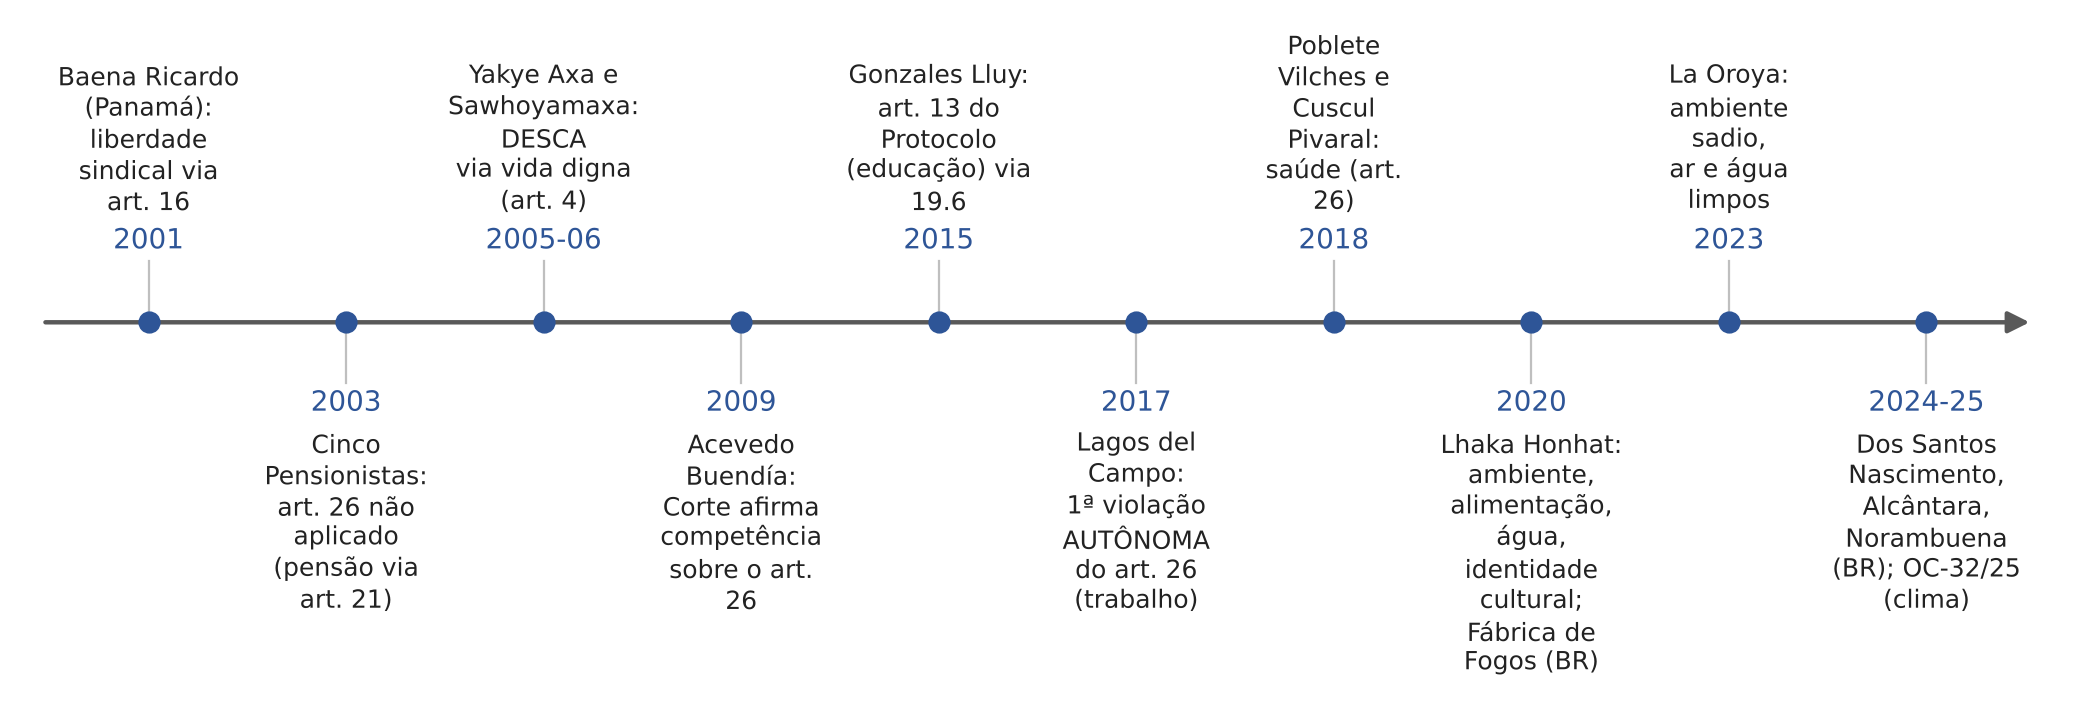 Baena Ricardo
(Panamá):
liberdade
sindical via
art. 16
2001
Cinco
Pensionistas:
art. 26 não
aplicado
(pensão via
art. 21)
2003
Yakye Axa e
Sawhoyamaxa:
DESCA
via vida digna
(art. 4)
2005-06
2009
Acevedo
Buendía:
Corte afirma
competência
sobre o art.
26
Gonzales Lluy:
art. 13 do
Protocolo
(educação) via
19.6
2015
2017
Lagos del
Campo:
1ª violação
AUTÔNOMA
do art. 26
(trabalho)
Poblete
Vilches e
Cuscul
Pivaral:
saúde (art.
26)
2018
2020
Lhaka Honhat:
ambiente,
alimentação,
água,
identidade
cultural;
Fábrica de
Fogos (BR)
La Oroya:
ambiente
sadio,
ar e água
limpos
2023
2024-25
Dos Santos
Nascimento,
Alcântara,
Norambuena
(BR); OC-32/25
(clima)